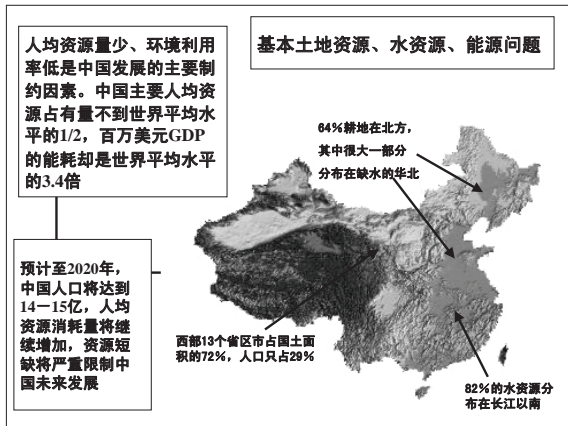 人均资源量少、环境利用
率低是中国发展的主要制
约因素。中国主要人均资
源占有量不到世界平均水
平的1/2，百万美元GDP
的能耗却是世界平均水平
的3.4倍
基本土地资源、水资源、能源问题
64%耕地在北方，
其中很大一部分
分布在缺水的华北
预计至2020年，
中国人口将达到
14－15亿，人均
资源消耗量将继
续增加，资源短
缺将严重限制中
国未来发展
西部13个省区市占国土面
积的72%，人口只占29%
82%的水资源分
布在长江以南